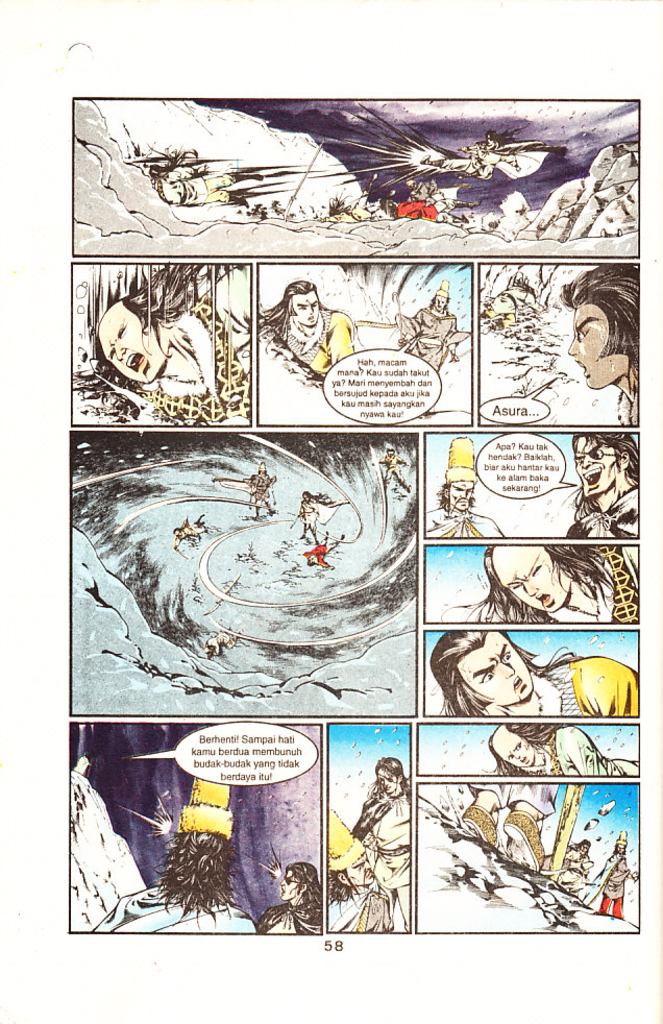 Hah, macam
mana? Kau sudah takut
ya? Mari menyembah dan
bersujud kepada aku jika
kau masih sayangkan
nyawa kau!
Asura...
Apa? Kau tak
hendak? Baiklah,
biar aku hantar kau
ke alam baka
sekarang!
Berhenti! Sampai hati
kamu berdua membunuh
budak-budak yang tidak
berdaya itu!
58